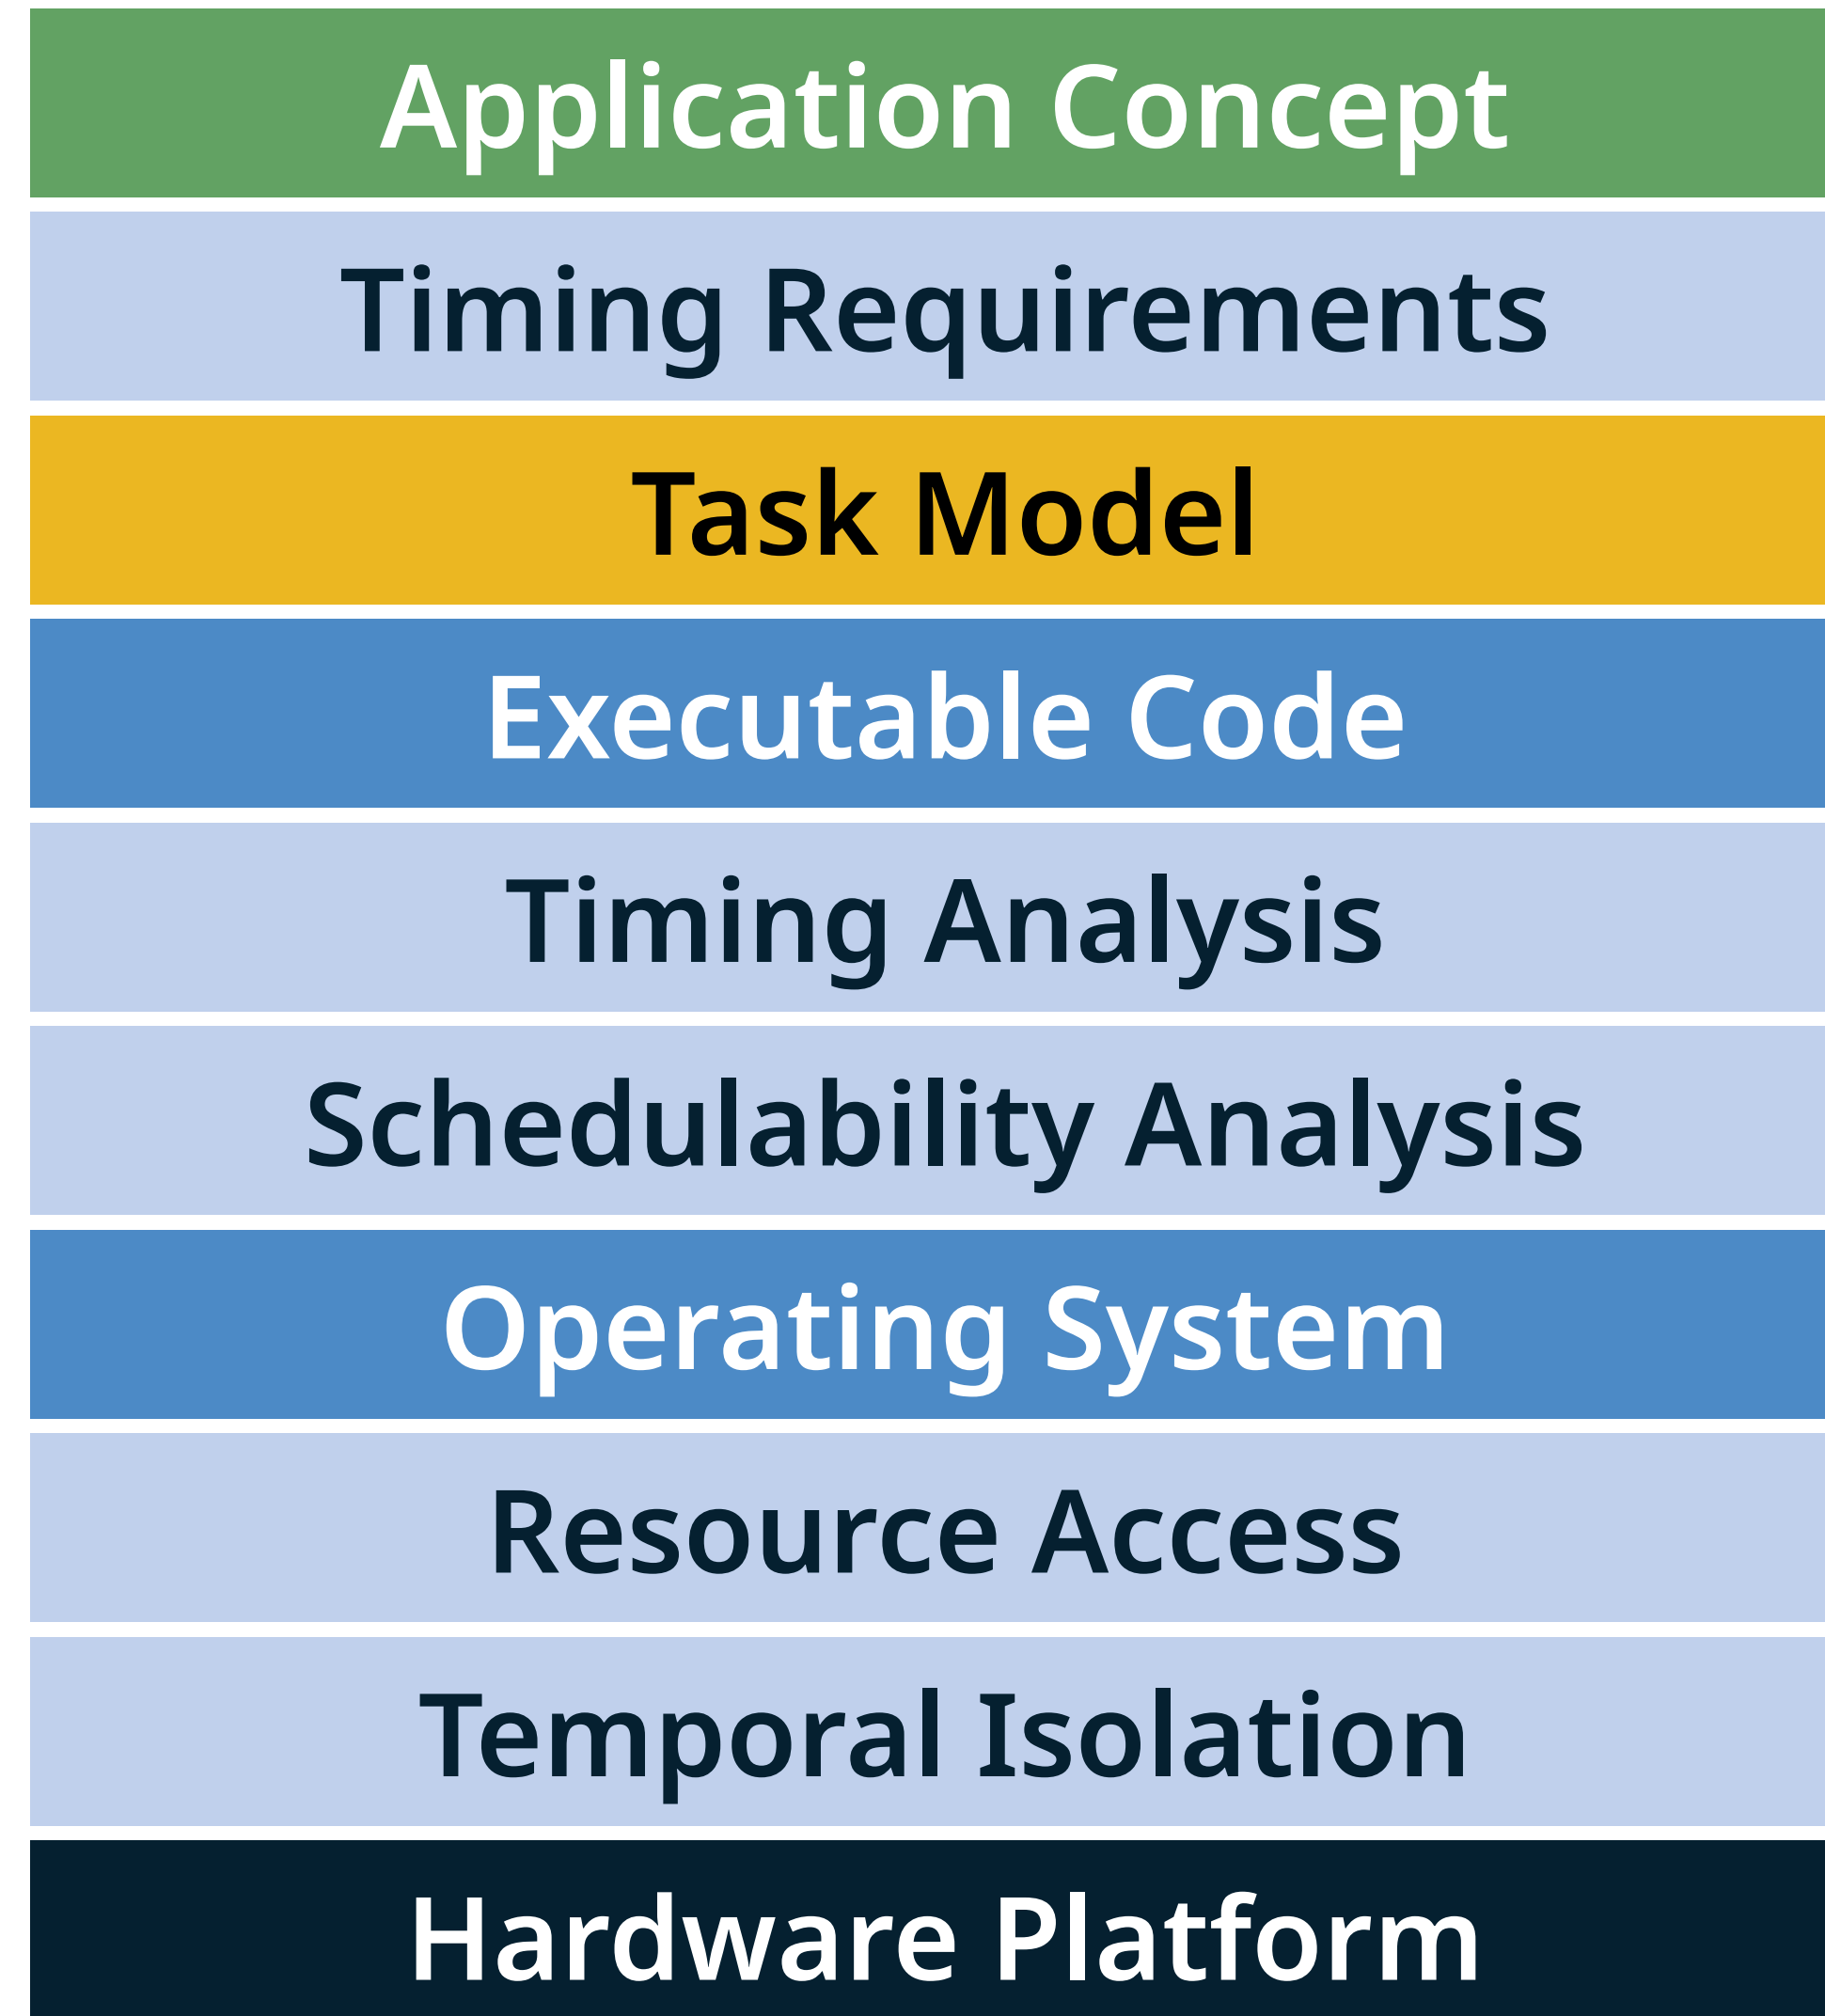 Application Concept
Timing Requirements
Task Model
Executable Code
Timing Analysis
Schedulability Analysis
Operating System
Resource Access
Temporal Isolation
Hardware Platform